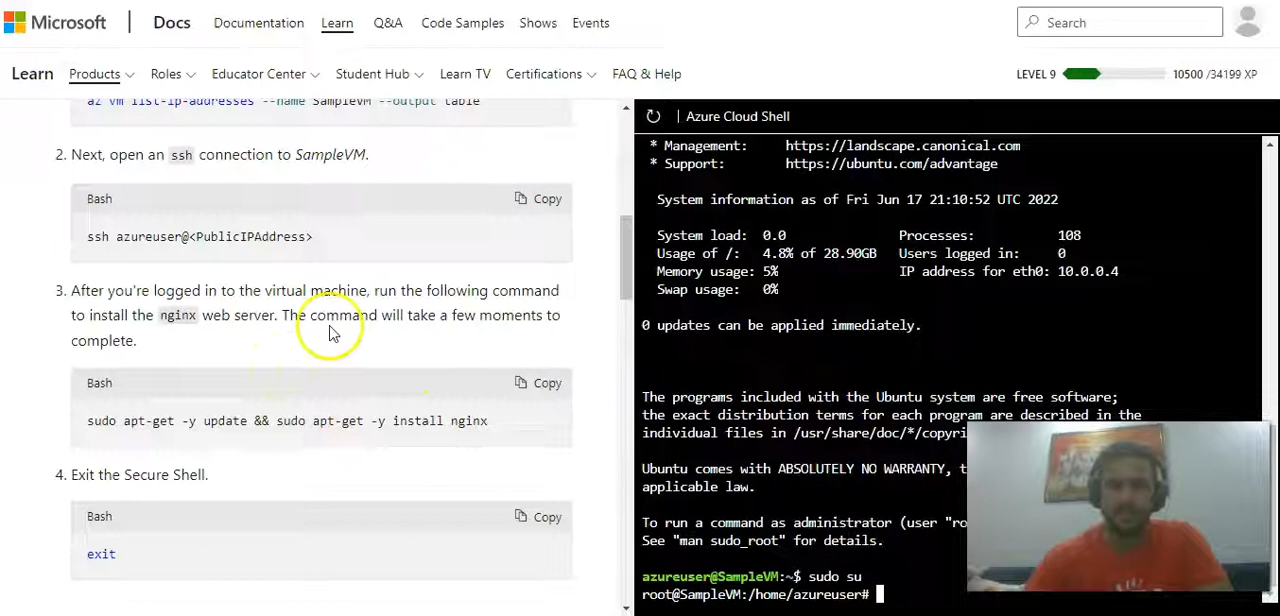 Microsoft | Docs Documentation Learn Q&A Code Samples Shows Events Search
Learn Products Roles Educator Center Student Hub Learn TV Certifications FAQ & Help LEVEL 9 10500 /34199 XP
az vm list-ip-addresses --name SampleVM --output table
2. Next, open an ssh connection to SampleVM.
Bash Copy
ssh azureuser@<PublicIPAddress>
3. After you're logged in to the virtual machine, run the following command
to install the nginx web server. The command will take a few moments to
complete.
Bash Copy
sudo apt-get -y update && sudo apt-get -y install nginx
4. Exit the Secure Shell.
Bash Copy
exit
| Azure Cloud Shell
* Management: https://landscape.canonical.com
* Support: https://ubuntu.com/advantage
System information as of Fri Jun 17 21:10:52 UTC 2022
System load: 0.0 Processes: 108
Usage of /: 4.8% of 28.90GB Users logged in: 0
Memory usage: 5% IP address for eth0: 10.0.0.4
Swap usage: 0%
0 updates can be applied immediately.
The programs included with the Ubuntu system are free software;
the exact distribution terms for each program are described in the
individual files in /usr/share/doc/*/copyri
Ubuntu comes with ABSOLUTELY NO WARRANTY, t
applicable law.
To run a command as administrator (user "ro
See "man sudo_root" for details.
azureuser@SampleVM:~$ sudo su
root@SampleVM:/home/azureuser#